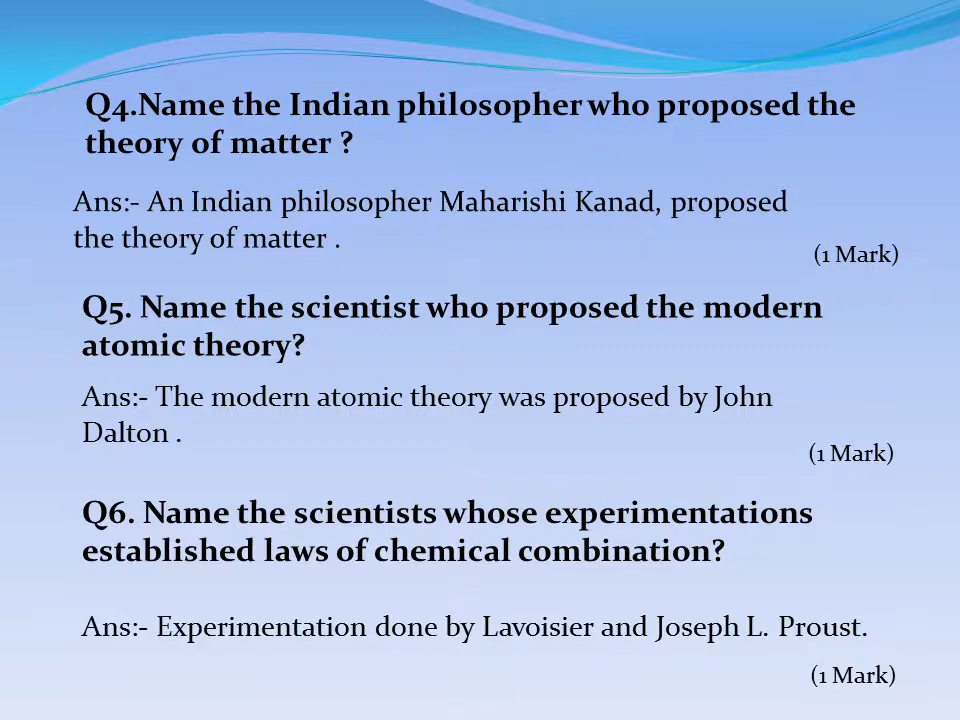 Q4.Name the Indian philosopher who proposed the
theory of matter ?
Ans:- An Indian philosopher Maharishi Kanad, proposed
the theory of matter .
(1 Mark)
Q5. Name the scientist who proposed the modern
atomic theory?
Ans:- The modern atomic theory was proposed by John
Dalton .
(1 Mark)
Q6. Name the scientists whose experimentations
established laws of chemical combination?
Ans:- Experimentation done by Lavoisier and Joseph L. Proust.
(1 Mark)